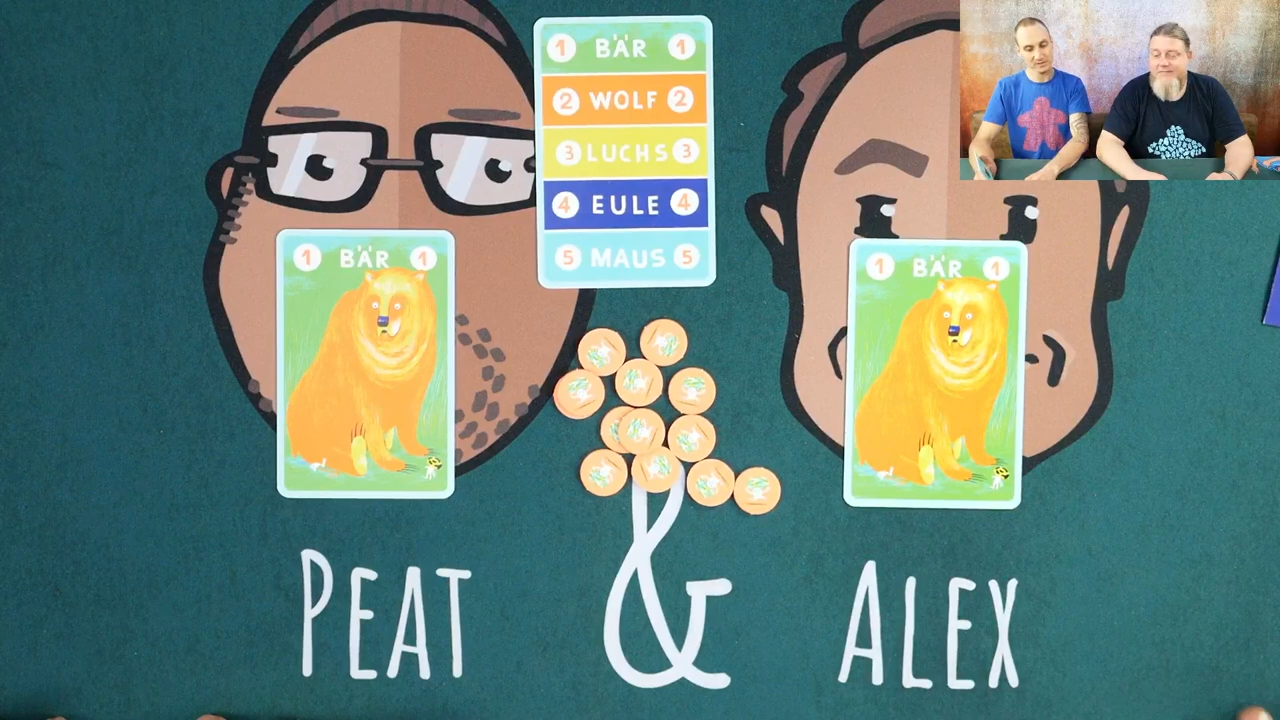 1 BÄR 1
2 WOLF 2
3 LUCHS 3
4 EULE 4
5 MAUS 5
1 BÄR 1
1 BÄR 1
PEAT & ALEX